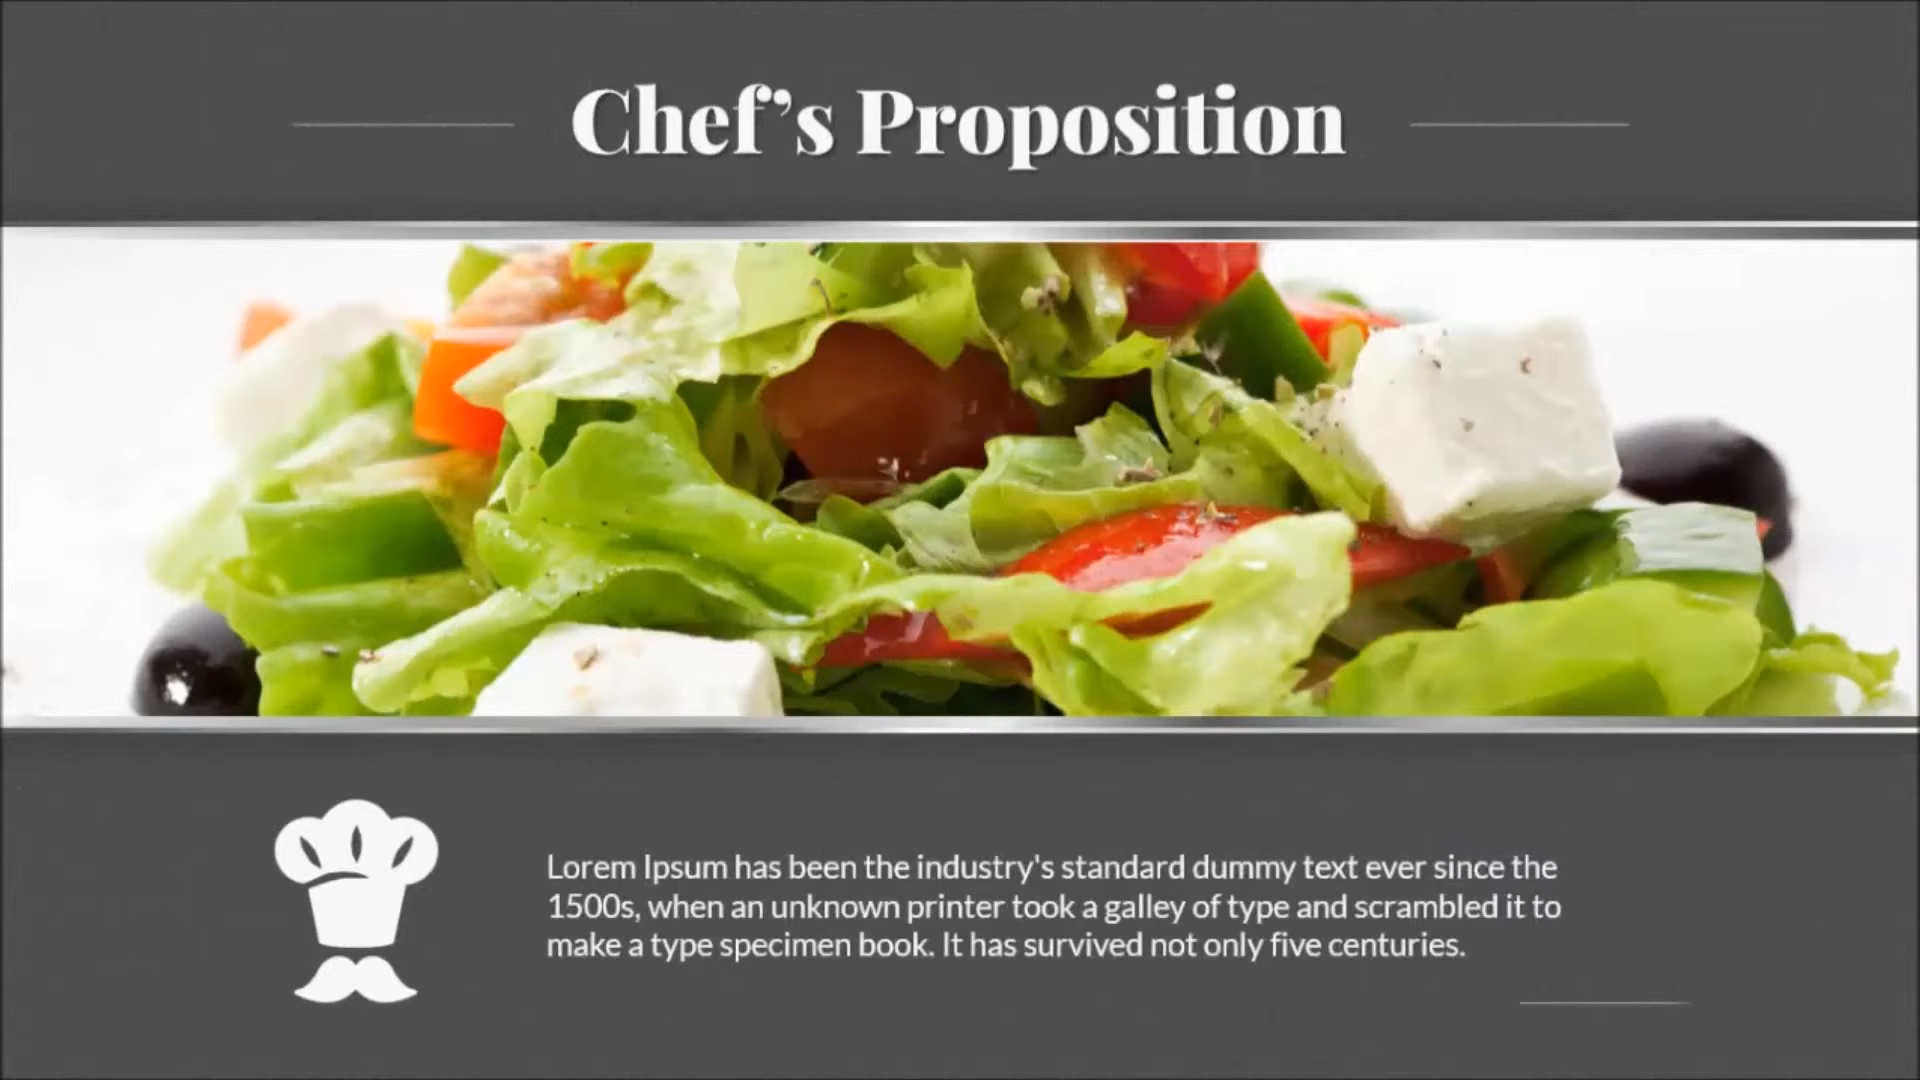 Chef’s Proposition
Lorem Ipsum has been the industry's standard dummy text ever since the
1500s, when an unknown printer took a galley of type and scrambled it to
make a type specimen book. It has survived not only five centuries.